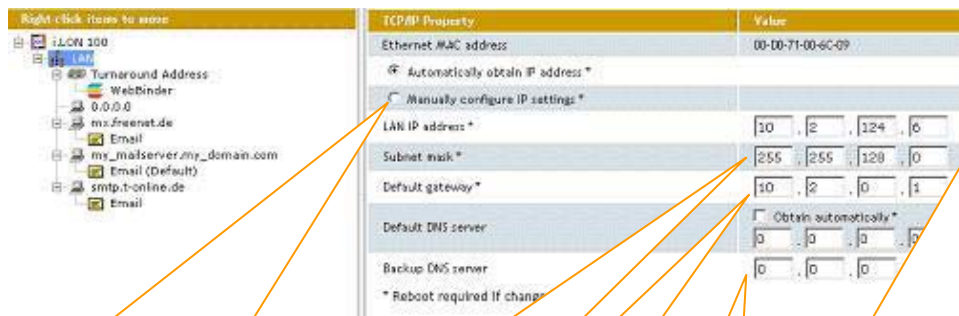 Right-click items to move
i.LON 100
LAN
Turnaround Address
WebBinder
0.0.0.0
mx.freenet.de
Email
my_mailserver.my_domain.com
Email (Default)
smtp.t-online.de
Email
TCP/IP Property Value
Ethernet MAC address 00-D0-71-00-6C-09
Automatically obtain IP address *
Manually configure IP settings *
LAN IP address * 10 . 2 . 124 . 6
Subnet mask * 255 . 255 . 128 . 0
Default gateway * 10 . 2 . 0 . 1
Default DNS server Obtain automatically *
0 . 0 . 0 . 0
Backup DNS server 0 . 0 . 0
* Reboot required if change